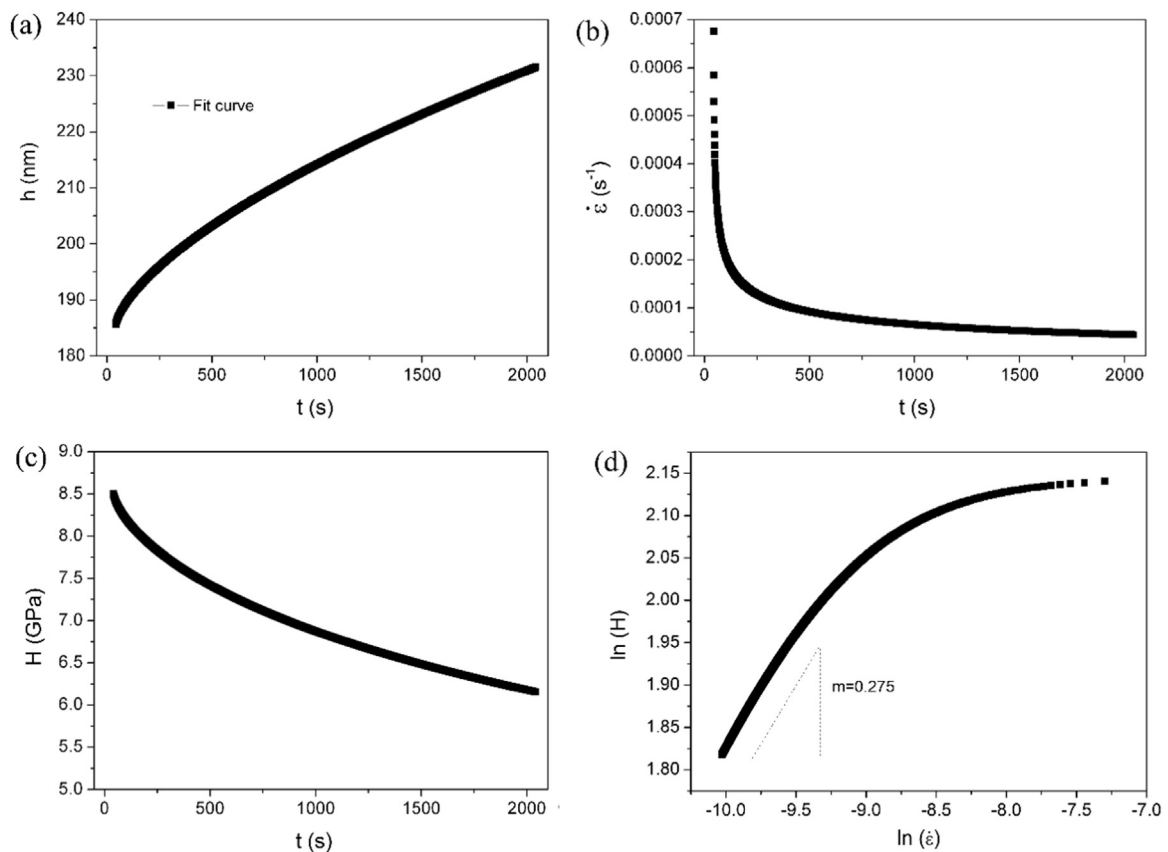 (a)
240
230
220
210
200
190
180
h (nm)
Fit curve
0 500 1000 1500 2000
t (s)
(b)
0.0007
0.0006
0.0005
0.0004
0.0003
0.0002
0.0001
0.0000
ε̇ (s⁻¹)
0 500 1000 1500 2000
t (s)
(c)
9.0
8.5
8.0
7.5
7.0
6.5
6.0
5.5
5.0
H (GPa)
0 500 1000 1500 2000
t (s)
(d)
2.15
2.10
2.05
2.00
1.95
1.90
1.85
1.80
ln (H)
m=0.275
-10.0 -9.5 -9.0 -8.5 -8.0 -7.5 -7.0
ln (ε̇)